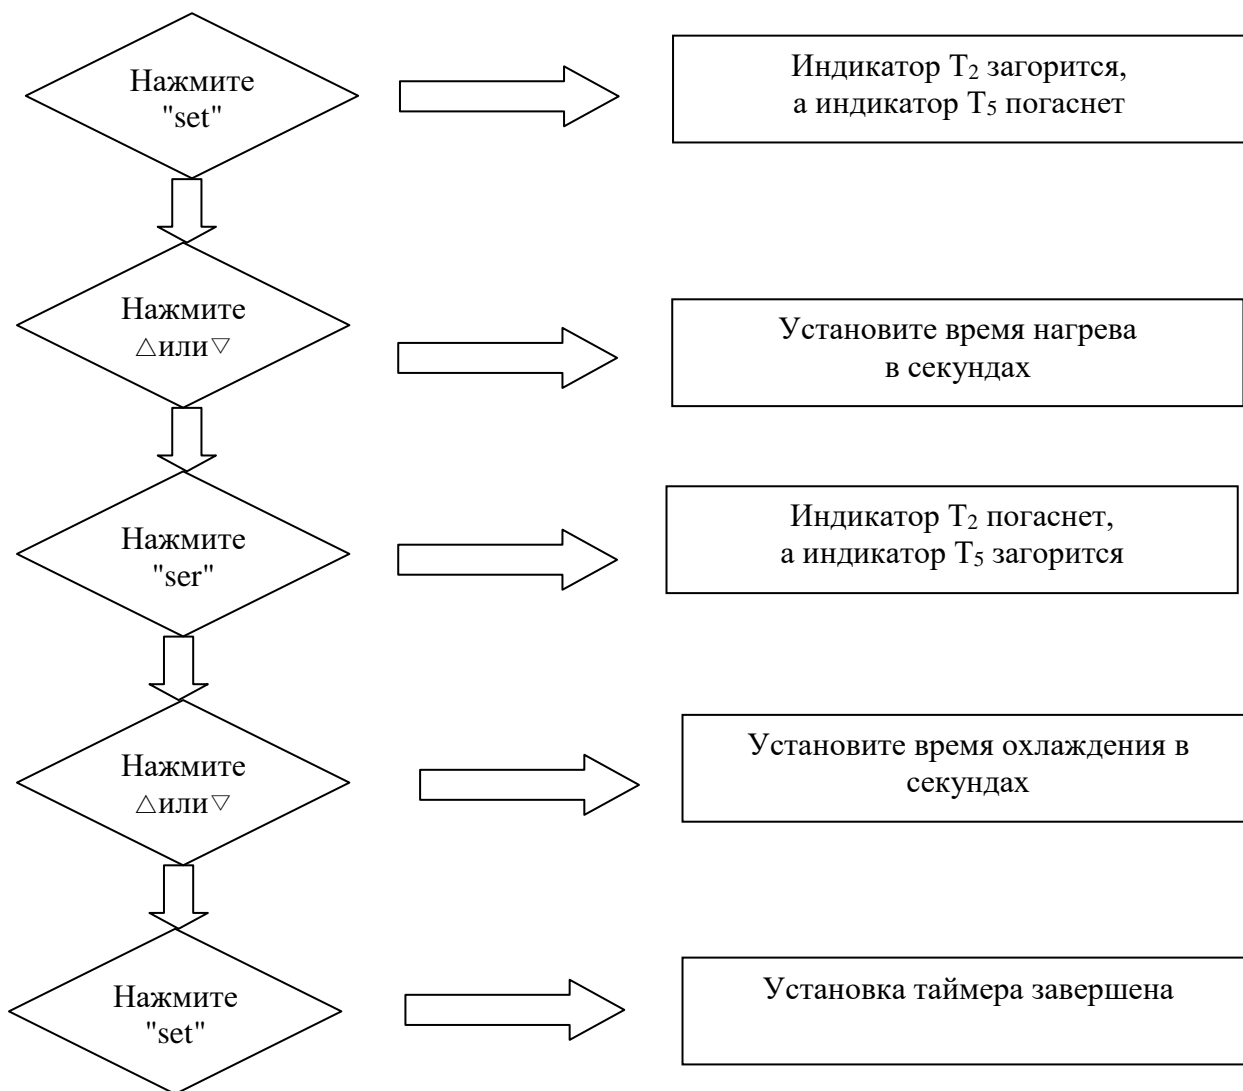 Нажмите
"set"
Индикатор T₂ загорится,
а индикатор T₅ погаснет
Нажмите
△или▽
Установите время нагрева
в секундах
Нажмите
"ser"
Индикатор T₂ погаснет,
а индикатор T₅ загорится
Нажмите
△или▽
Установите время охлаждения в
секундах
Нажмите
"set"
Установка таймера завершена